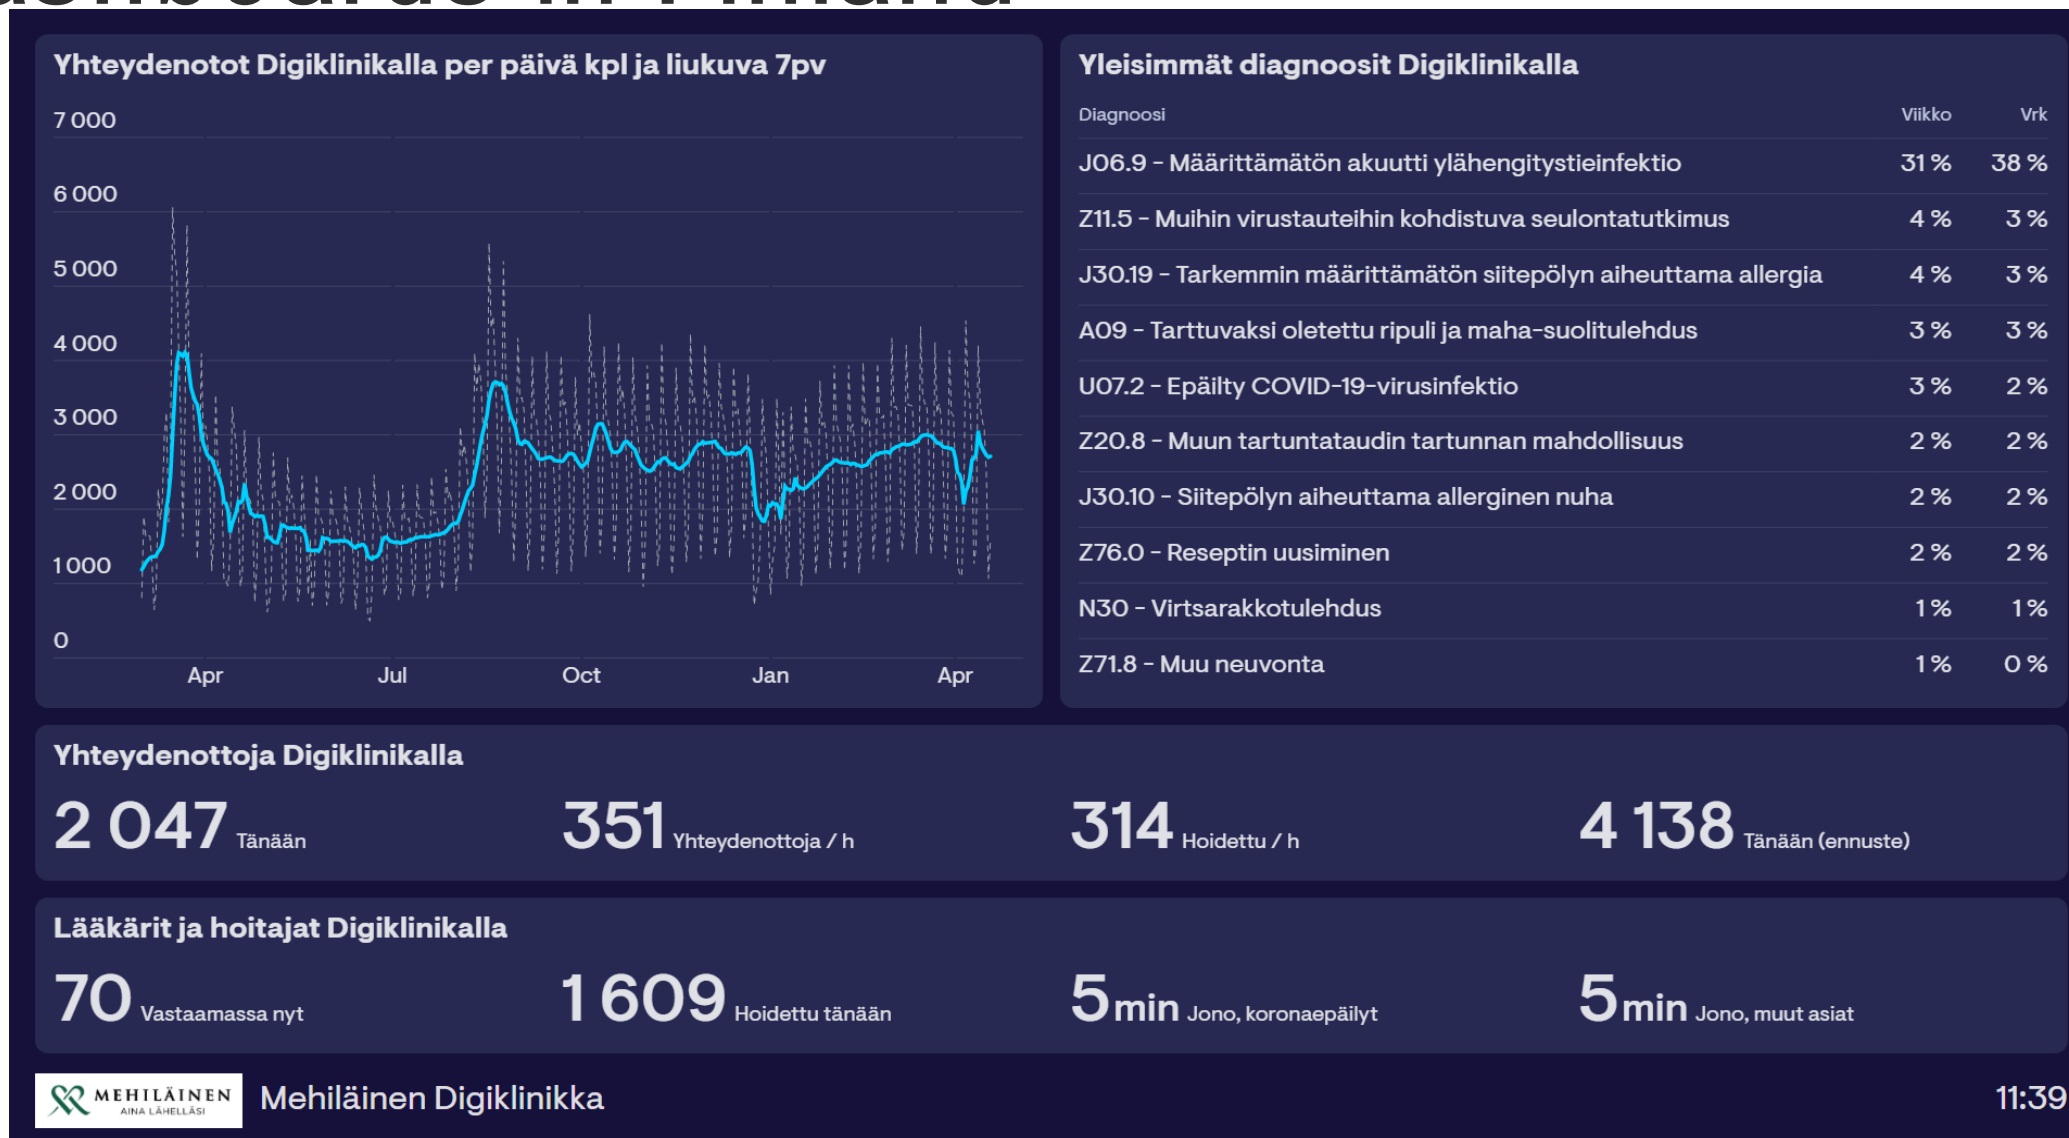 Dashboards in Finland
Yhteydenotot Digiklinikalla per päivä kpl ja liukuva 7pv
7 000
6 000
5 000
4 000
3 000
2 000
1 000
0
Apr Jul Oct Jan Apr
Yleisimmät diagnoosit Digiklinikalla
Diagnoosi Viikko Vrk
J06.9 - Määrittämätön akuutti ylähengitystieinfektio 31 % 38 %
Z11.5 - Muihin virustauteihin kohdistuva seulontatutkimus 4 % 3 %
J30.19 - Tarkemmin määrittämätön siitepölyn aiheuttama allergia 4 % 3 %
A09 - Tarttuvaksi oletettu ripuli ja maha-suolitulehdus 3 % 3 %
U07.2 - Epäilty COVID-19-virusinfektio 3 % 2 %
Z20.8 - Muun tartuntataudin tartunnan mahdollisuus 2 % 2 %
J30.10 - Siitepölyn aiheuttama allerginen nuha 2 % 2 %
Z76.0 - Reseptin uusiminen 2 % 2 %
N30 - Virtsarakkotulehdus 1 % 1 %
Z71.8 - Muu neuvonta 1 % 0 %
Yhteydenottoja Digiklinikalla
2 047 Tänään 351 Yhteydenottoja / h 314 Hoidettu / h 4 138 Tänään (ennuste)
Lääkärit ja hoitajat Digiklinikalla
70 Vastaamassa nyt 1 609 Hoidettu tänään 5 min Jono, koronaepäilyt 5 min Jono, muut asiat
MEHILÄINEN
AINA LÄHELLÄSI
Mehiläinen Digiklinikka
11:39